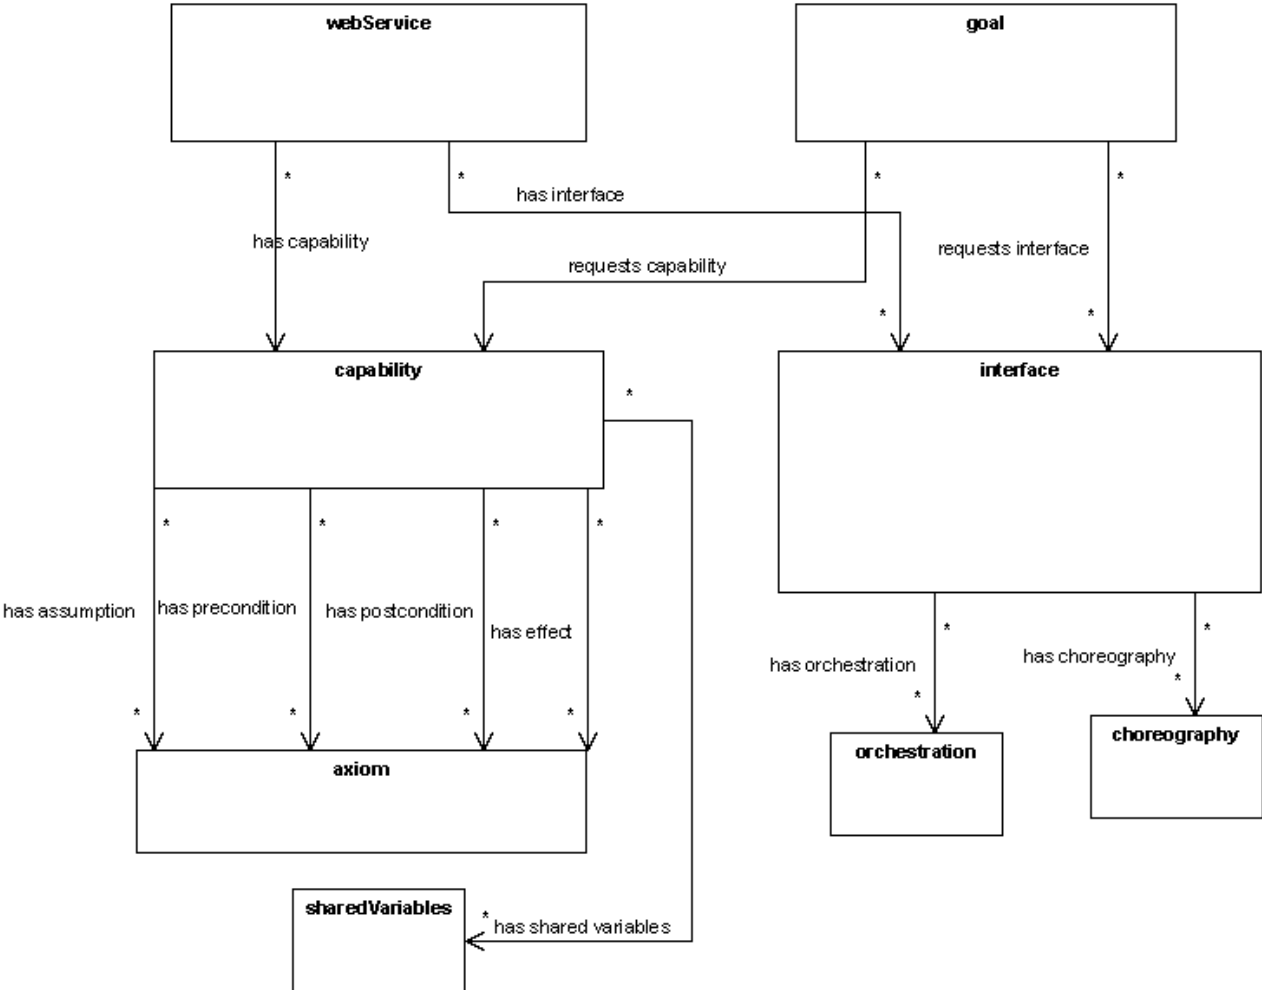 webService
goal
*
*
*
*
has interface
has capability
requests interface
requests capability
*
*
capability
interface
*
*
*
*
*
has assumption
has precondition
has postcondition
has effect
*
*
has orchestration
has choreography
*
*
*
*
*
*
orchestration
choreography
axiom
sharedVariables
*
has shared variables